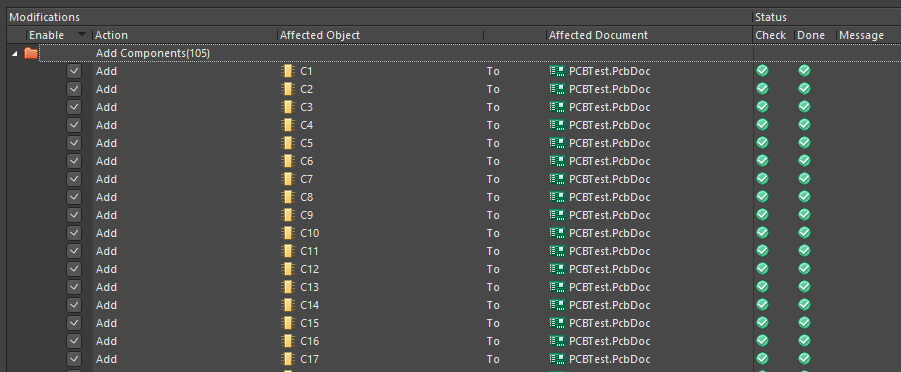 Modifications Status
Enable Action Affected Object Affected Document Check Done Message
Add Components(105)
Add C1 To PCBTest.PcbDoc
Add C2 To PCBTest.PcbDoc
Add C3 To PCBTest.PcbDoc
Add C4 To PCBTest.PcbDoc
Add C5 To PCBTest.PcbDoc
Add C6 To PCBTest.PcbDoc
Add C7 To PCBTest.PcbDoc
Add C8 To PCBTest.PcbDoc
Add C9 To PCBTest.PcbDoc
Add C10 To PCBTest.PcbDoc
Add C11 To PCBTest.PcbDoc
Add C12 To PCBTest.PcbDoc
Add C13 To PCBTest.PcbDoc
Add C14 To PCBTest.PcbDoc
Add C15 To PCBTest.PcbDoc
Add C16 To PCBTest.PcbDoc
Add C17 To PCBTest.PcbDoc